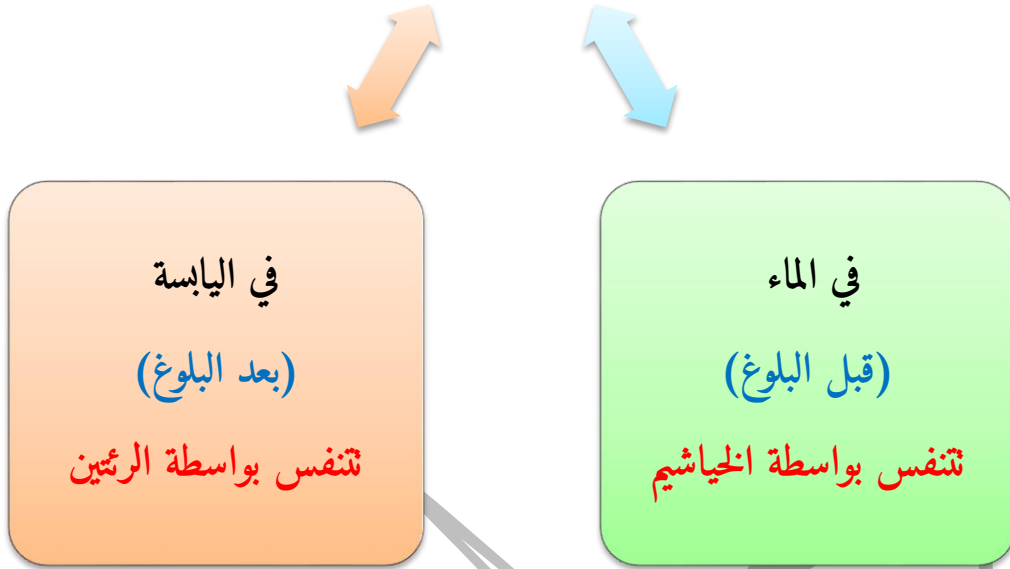 في الماء
(قبل البلوغ)
تتنفس بواسطة الخياشيم
في اليابسة
(بعد البلوغ)
تتنفس بواسطة الرئتين